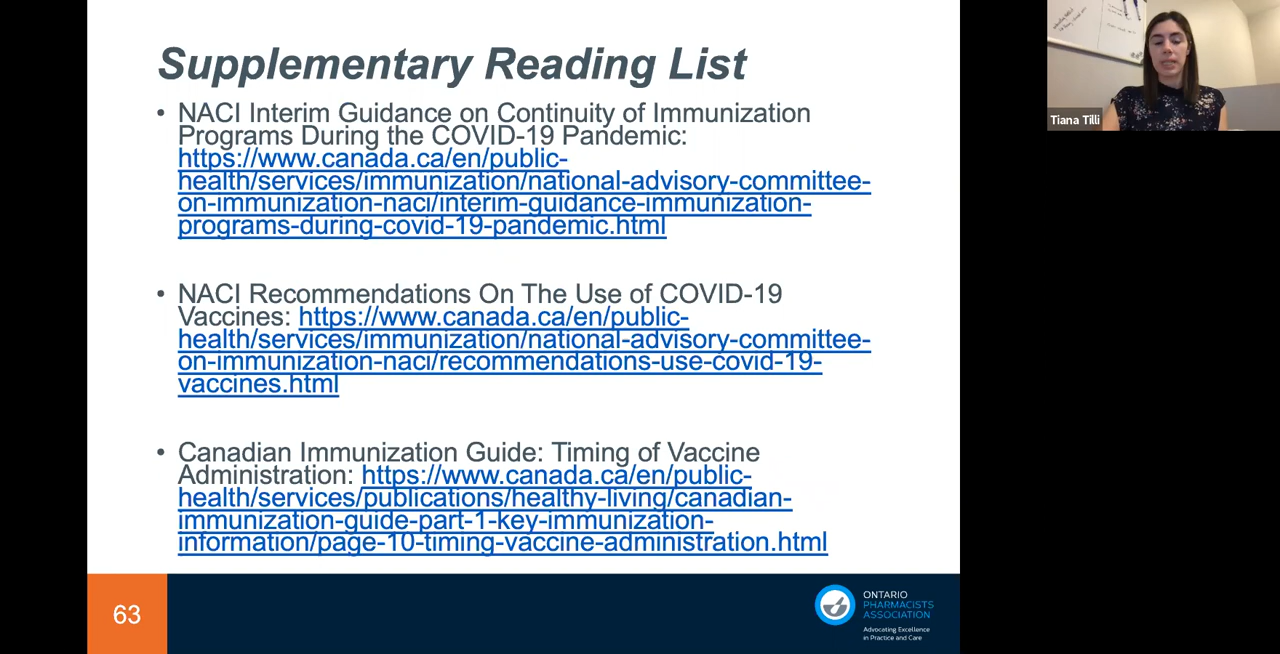 Supplementary Reading List
• NACI Interim Guidance on Continuity of Immunization
Programs During the COVID-19 Pandemic:
https://www.canada.ca/en/public-
health/services/immunization/national-advisory-committee-
on-immunization-naci/interim-guidance-immunization-
programs-during-covid-19-pandemic.html
• NACI Recommendations On The Use of COVID-19
Vaccines: https://www.canada.ca/en/public-
health/services/immunization/national-advisory-committee-
on-immunization-naci/recommendations-use-covid-19-
vaccines.html
• Canadian Immunization Guide: Timing of Vaccine
Administration: https://www.canada.ca/en/public-
health/services/publications/healthy-living/canadian-
immunization-guide-part-1-key-immunization-
information/page-10-timing-vaccine-administration.html
63
ONTARIO
PHARMACISTS
ASSOCIATION
Advocating Excellence
in Practice and Care
Tiana Tilli